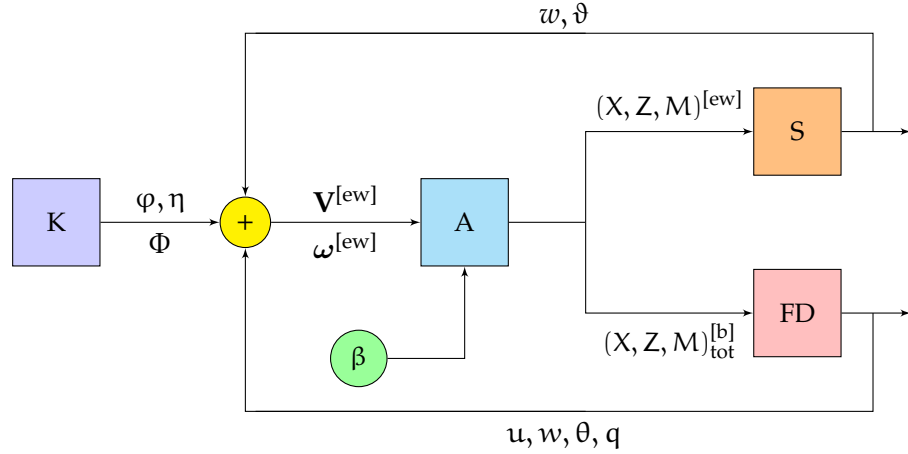 w, ϑ
(X, Z, M)^[ew]
S
K
φ, η
Φ
+
V^[ew]
ω^[ew]
A
FD
(X, Z, M)^[b]_tot
β
u, w, θ, q